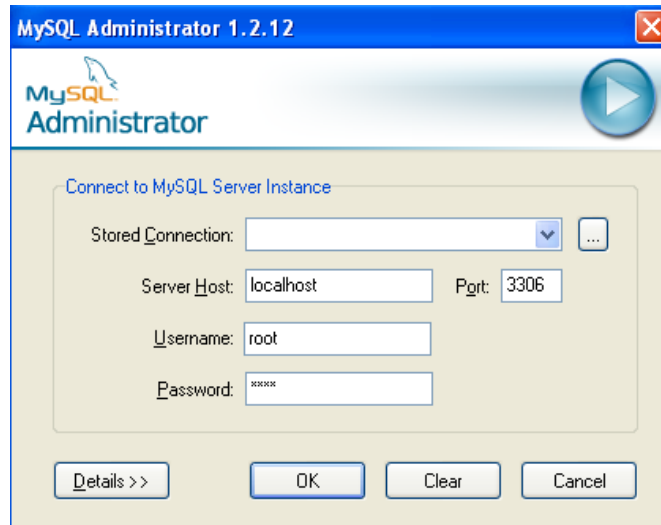 MySQL Administrator 1.2.12
MySQL
Administrator
Connect to MySQL Server Instance
Stored Connection: ...
Server Host: localhost Port: 3306
Username: root
Password: ****
Details >> OK Clear Cancel